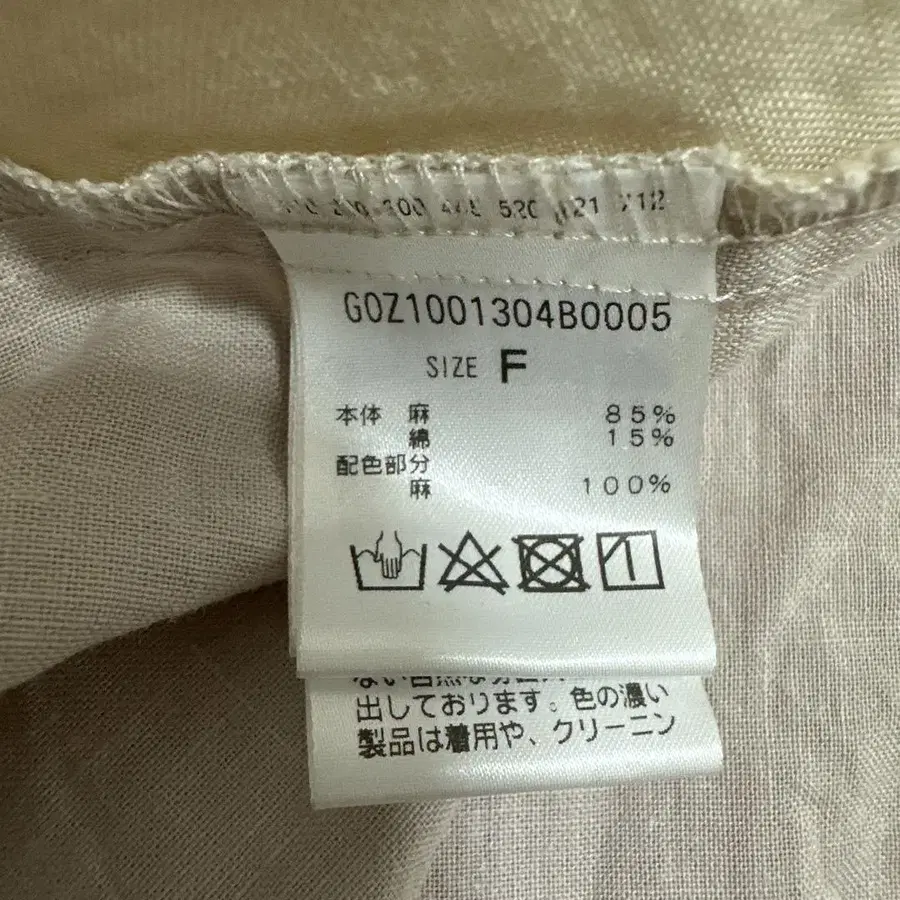 520
G0Z1001304B0005
SIZE F
本体 麻 85%
綿 15%
配色部分
麻 100%
出しております。色の濃い
製品は着用や、クリーニン